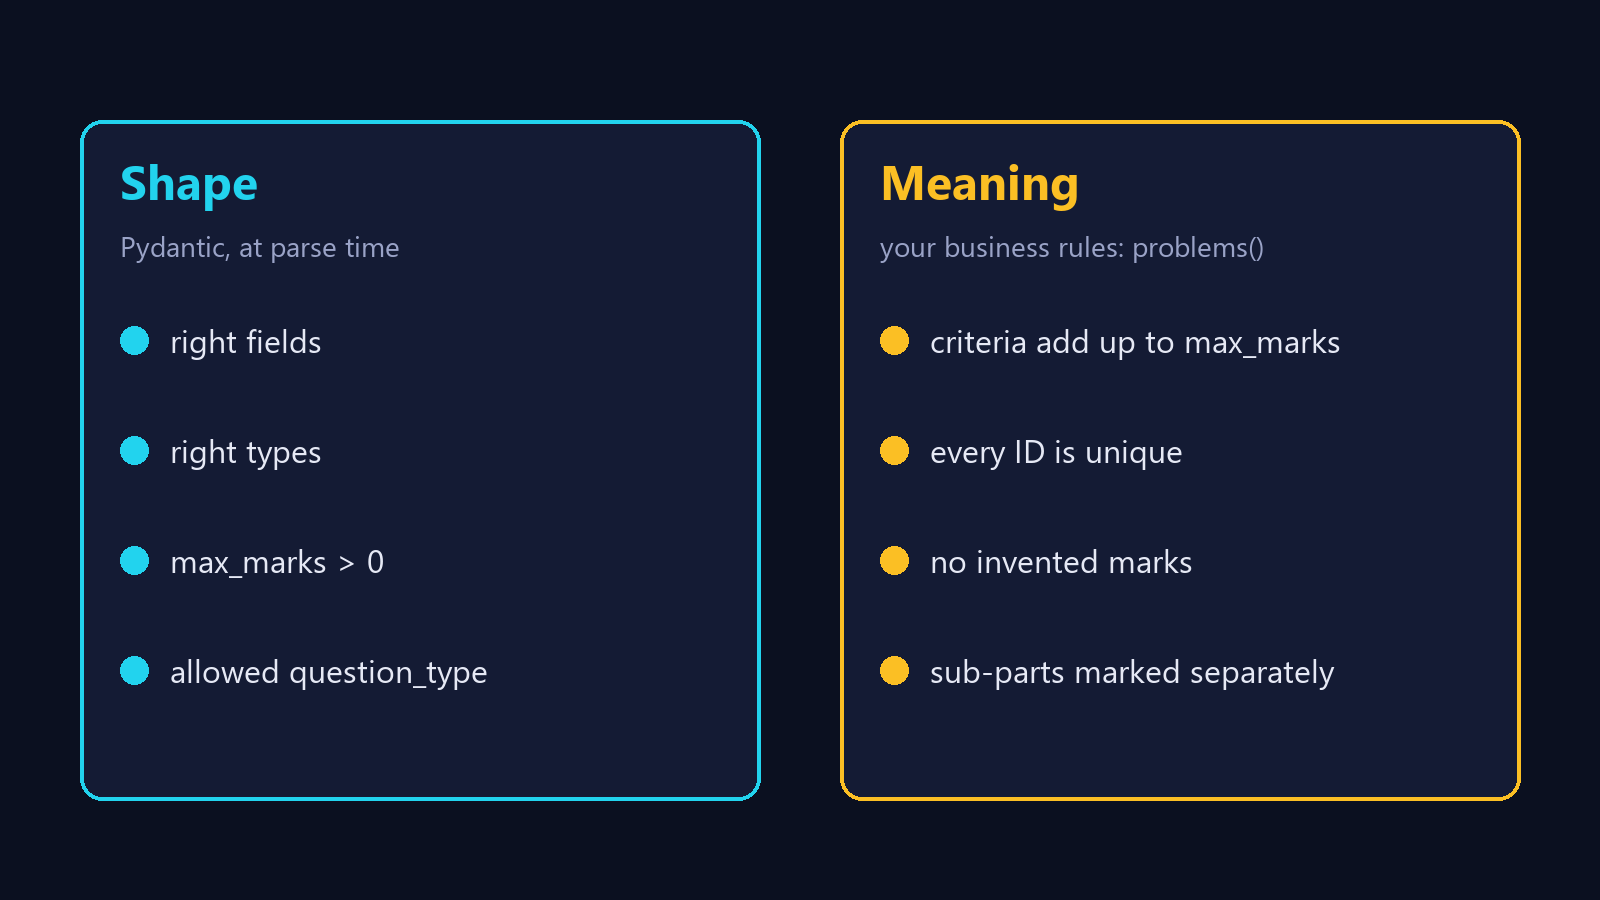 Shape
Pydantic, at parse time
right fields
right types
max_marks > 0
allowed question_type
Meaning
your business rules: problems()
criteria add up to max_marks
every ID is unique
no invented marks
sub-parts marked separately